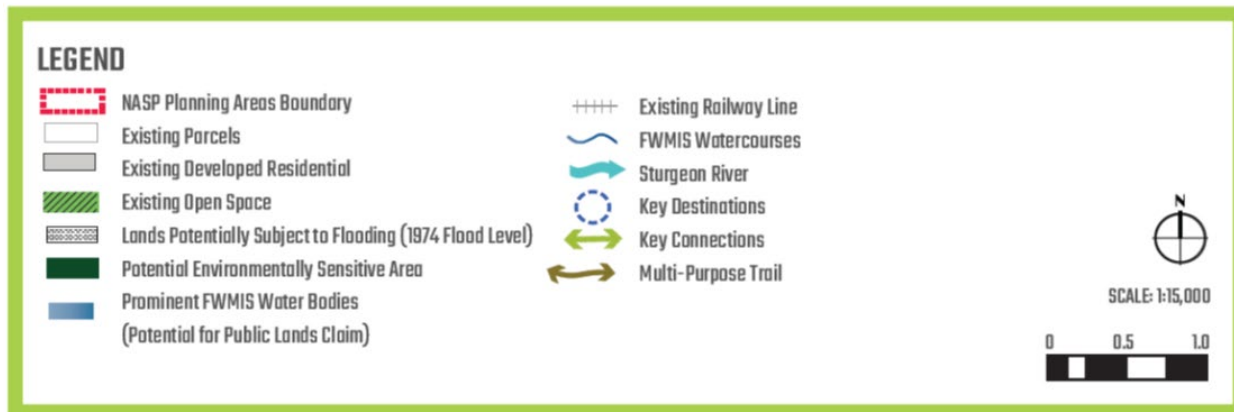 LEGEND
NASP Planning Areas Boundary
Existing Parcels
Existing Developed Residential
Existing Open Space
Lands Potentially Subject to Flooding (1974 Flood Level)
Potential Environmentally Sensitive Area
Prominent FWMIS Water Bodies
(Potential for Public Lands Claim)
Existing Railway Line
FWMIS Watercourses
Sturgeon River
Key Destinations
Key Connections
Multi-Purpose Trail
N
SCALE: 1:15,000
0 0.5 1.0